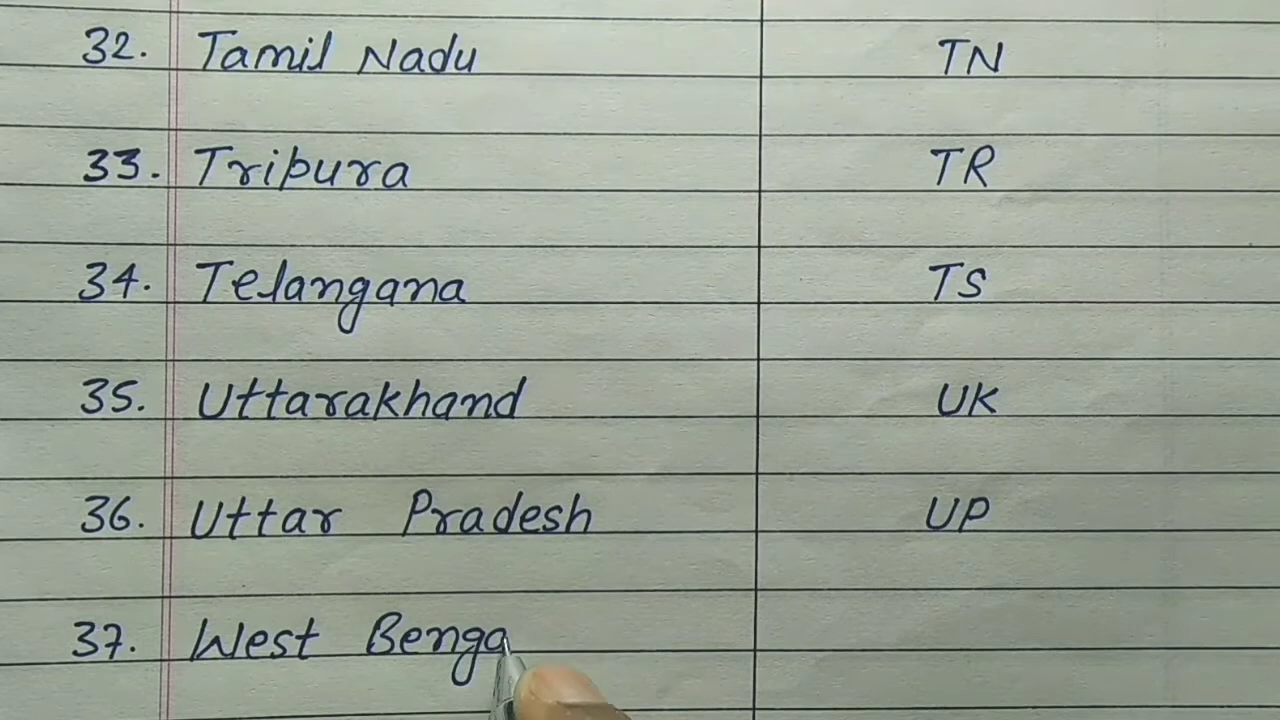 32. Tamil Nadu TN
33. Tripura TR
34. Telangana TS
35. Uttarakhand UK
36. Uttar Pradesh UP
37. West Benga